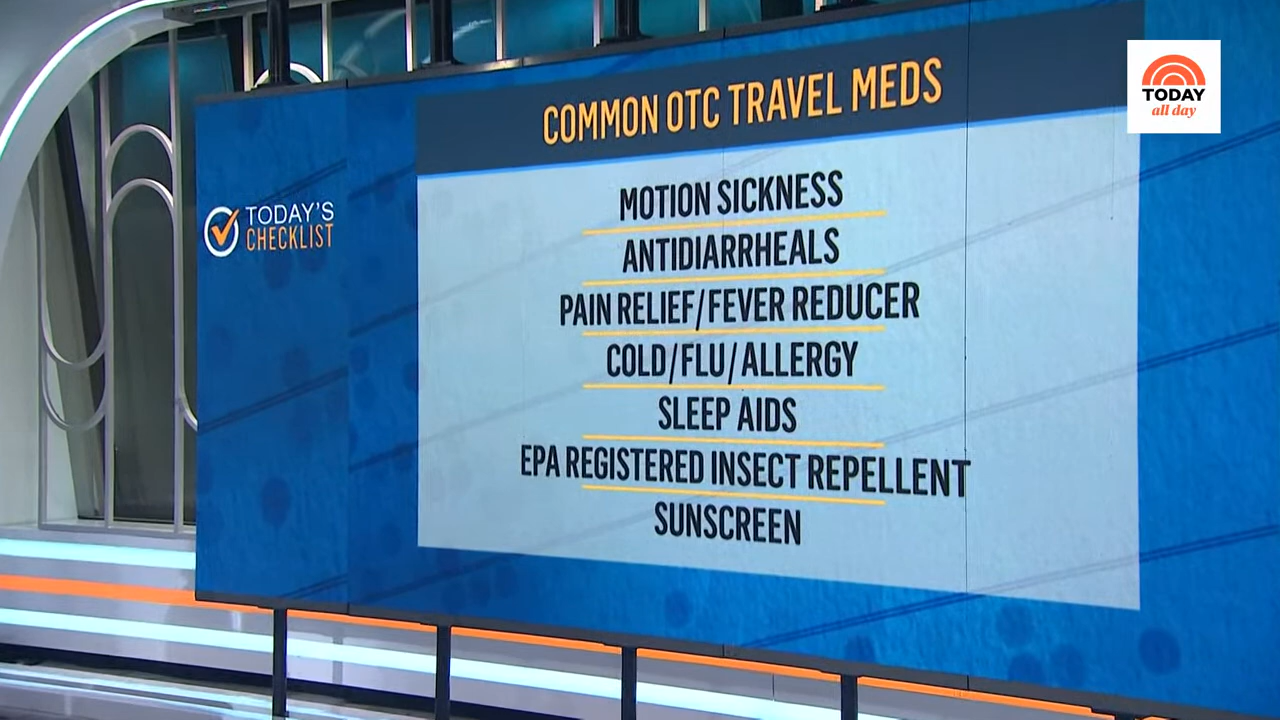 TODAY
all day
COMMON OTC TRAVEL MEDS
TODAY'S
CHECKLIST
MOTION SICKNESS
ANTIDIARRHEALS
PAIN RELIEF/FEVER REDUCER
COLD/FLU/ALLERGY
SLEEP AIDS
EPA REGISTERED INSECT REPELLENT
SUNSCREEN